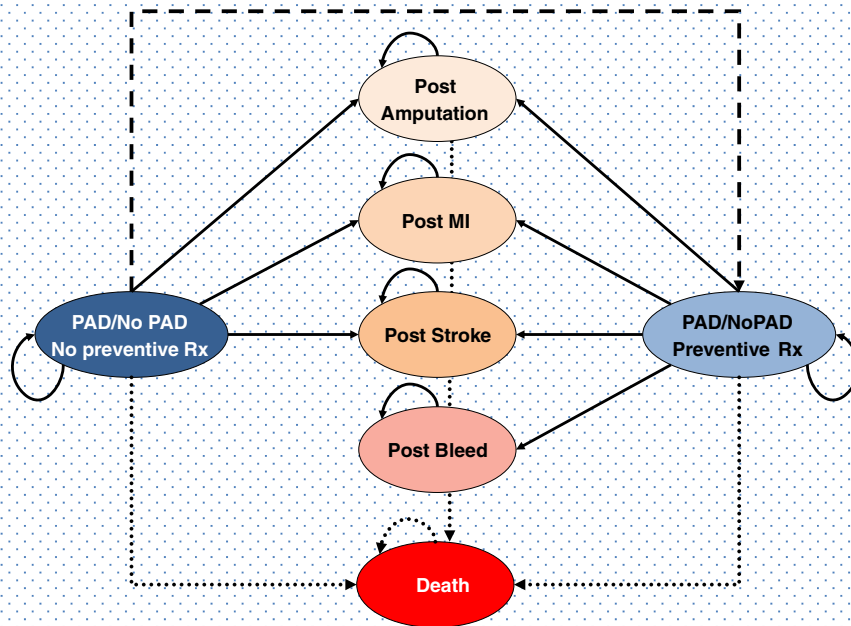 Post
Amputation
Post MI
PAD/No PAD
No preventive Rx
Post Stroke
PAD/NoPAD
Preventive Rx
Post Bleed
Death